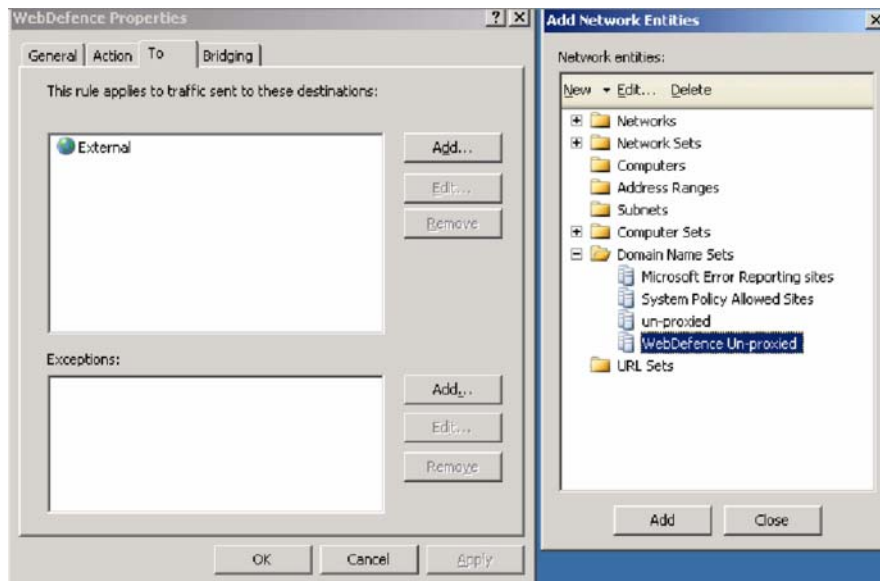 WebDefence Properties
General
Action
To
Bridging
This rule applies to traffic sent to these destinations:
External
Add...
Edit...
Remove
Exceptions:
Add...
Edit...
Remove
OK
Cancel
Apply
Add Network Entities
Network entities:
New Edit... Delete
Networks
Network Sets
Computers
Address Ranges
Subnets
Computer Sets
Domain Name Sets
Microsoft Error Reporting sites
System Policy Allowed Sites
un-proxied
WebDefence Un-proxied
URL Sets
Add
Close